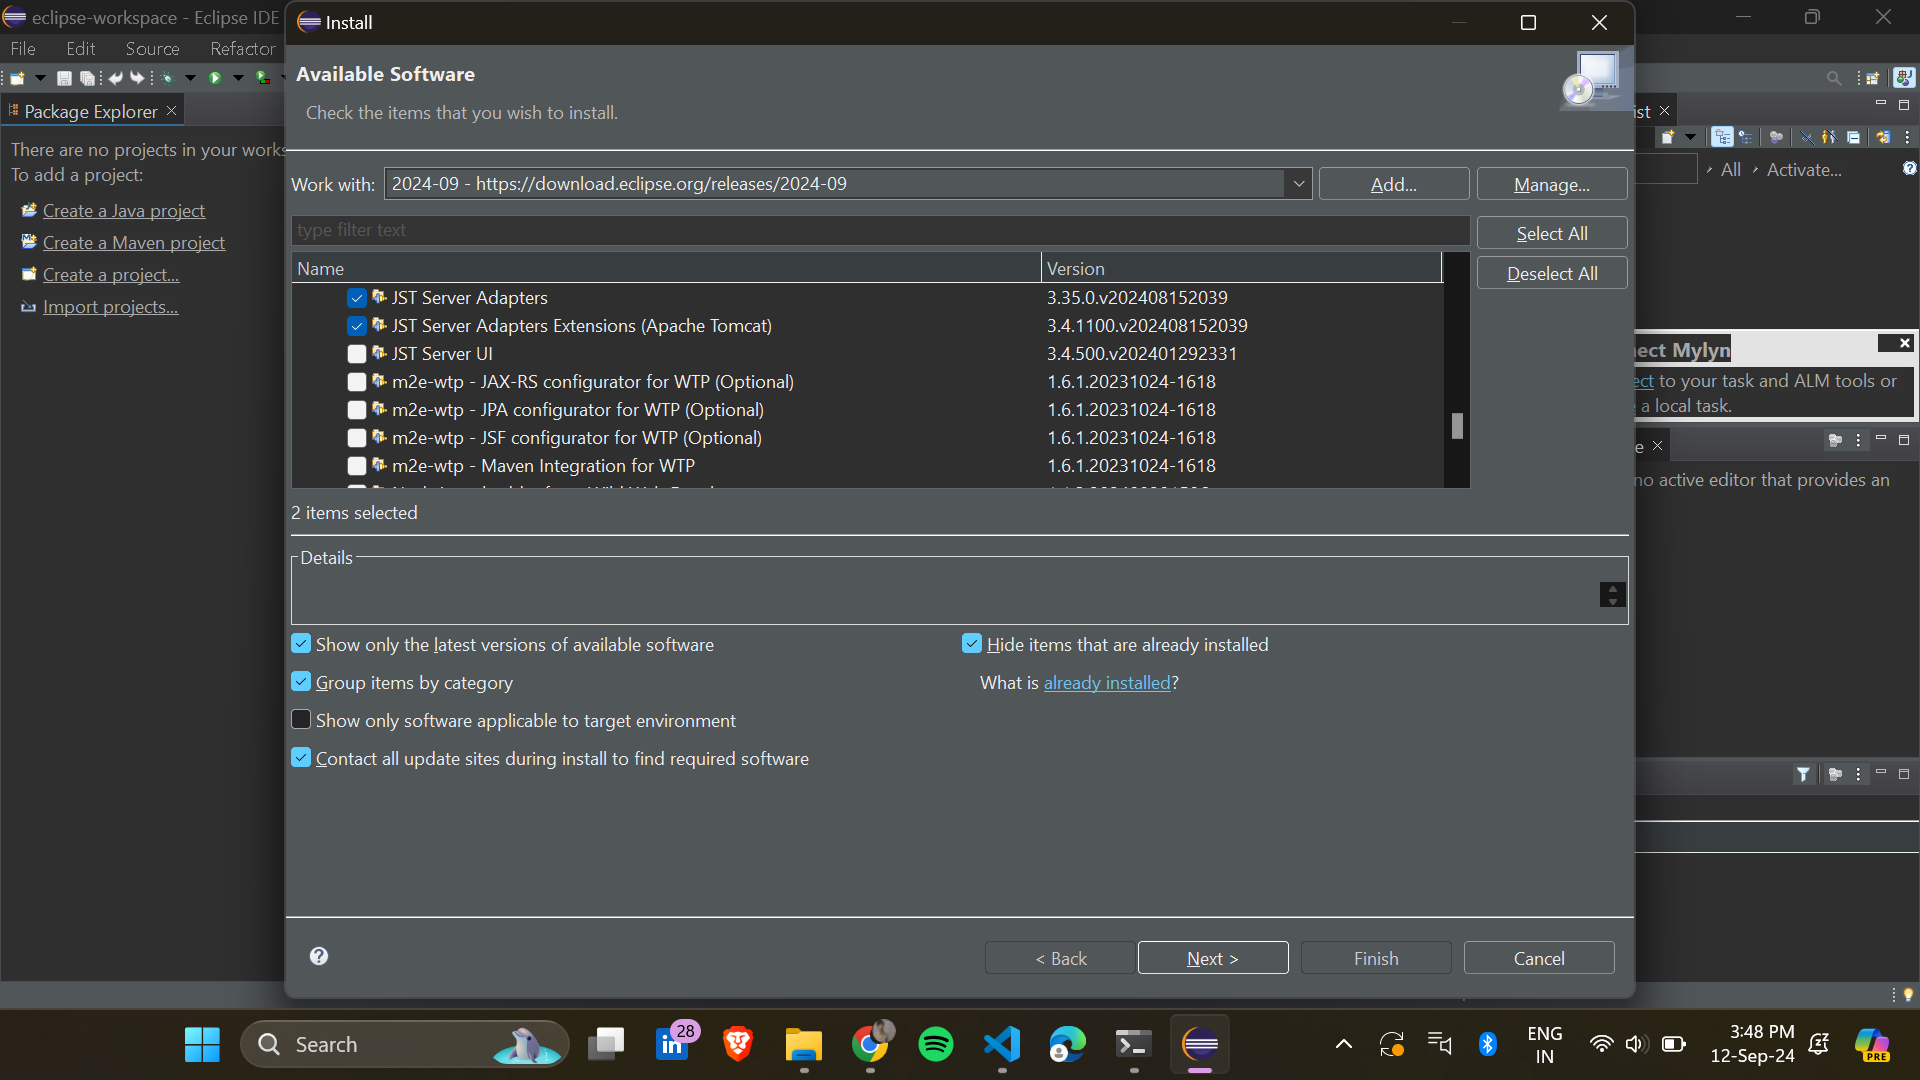 eclipse-workspace - Eclipse IDE
Install
File Edit Source Refactor
Available Software
Check the items that you wish to install.
Package Explorer
ist
There are no projects in your works
To add a project:
Create a Java project
Create a Maven project
Create a project...
Import projects...
Work with: 2024-09 - https://download.eclipse.org/releases/2024-09 Add... Manage...
All Activate...
type filter text
Select All
Deselect All
Name Version
JST Server Adapters 3.35.0.v202408152039
JST Server Adapters Extensions (Apache Tomcat) 3.4.1100.v202408152039
JST Server UI 3.4.500.v202401292331
m2e-wtp - JAX-RS configurator for WTP (Optional) 1.6.1.20231024-1618
m2e-wtp - JPA configurator for WTP (Optional) 1.6.1.20231024-1618
m2e-wtp - JSF configurator for WTP (Optional) 1.6.1.20231024-1618
m2e-wtp - Maven Integration for WTP 1.6.1.20231024-1618
nect Mylyn
ect to your task and ALM tools or
a local task.
e
no active editor that provides an
2 items selected
Details
Show only the latest versions of available software
Hide items that are already installed
Group items by category
What is already installed?
Show only software applicable to target environment
Contact all update sites during install to find required software
< Back Next > Finish Cancel
Search
28
ENG
IN
3:48 PM
12-Sep-24
PRE